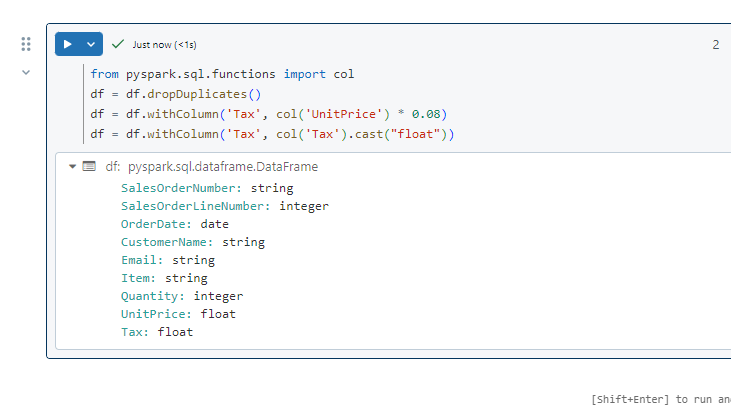 Just now (<1s)
2
from pyspark.sql.functions import col
df = df.dropDuplicates()
df = df.withColumn('Tax', col('UnitPrice') * 0.08)
df = df.withColumn('Tax', col('Tax').cast("float"))
df: pyspark.sql.dataframe.DataFrame
SalesOrderNumber: string
SalesOrderLineNumber: integer
OrderDate: date
CustomerName: string
Email: string
Item: string
Quantity: integer
UnitPrice: float
Tax: float
[Shift+Enter] to run an